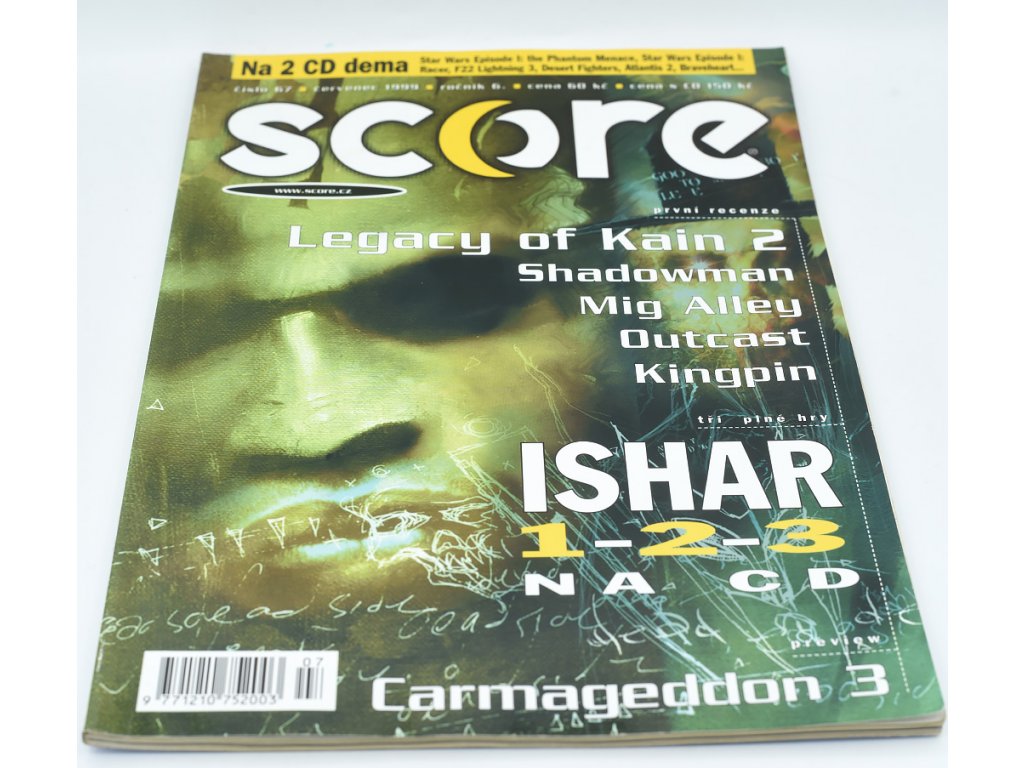 Na 2 CD dema
Star Wars Episode I: the Phantom Menace, Star Wars Episode I:
Racer, F22 Lightning 3, Desert Fighters, Atlantis 2, Braveheart...
číslo 67 • červenec 1999 • ročník 6. • cena 60 kč • cena s CD 150 kč
score
®
www.score.cz
první recenze
Legacy of Kain 2
Shadowman
Mig Alley
Outcast
Kingpin
tři plné hry
ISHAR
1-2-3
NA CD
preview
Carmageddon 3
07
9 771210 752003